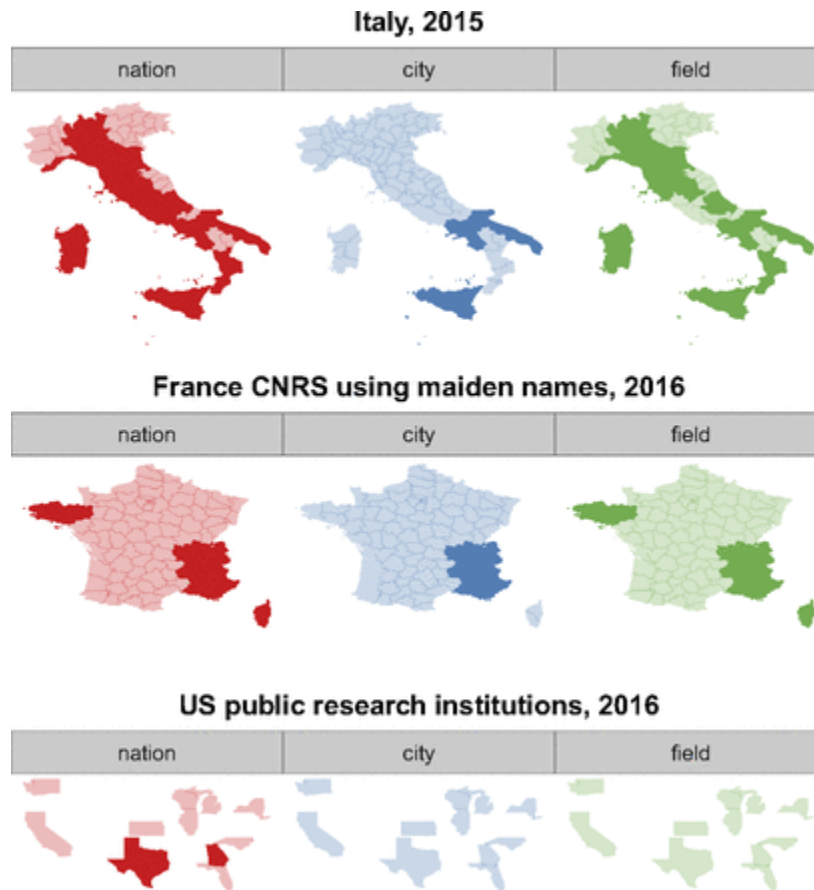 Italy, 2015
nation city field
France CNRS using maiden names, 2016
nation city field
US public research institutions, 2016
nation city field